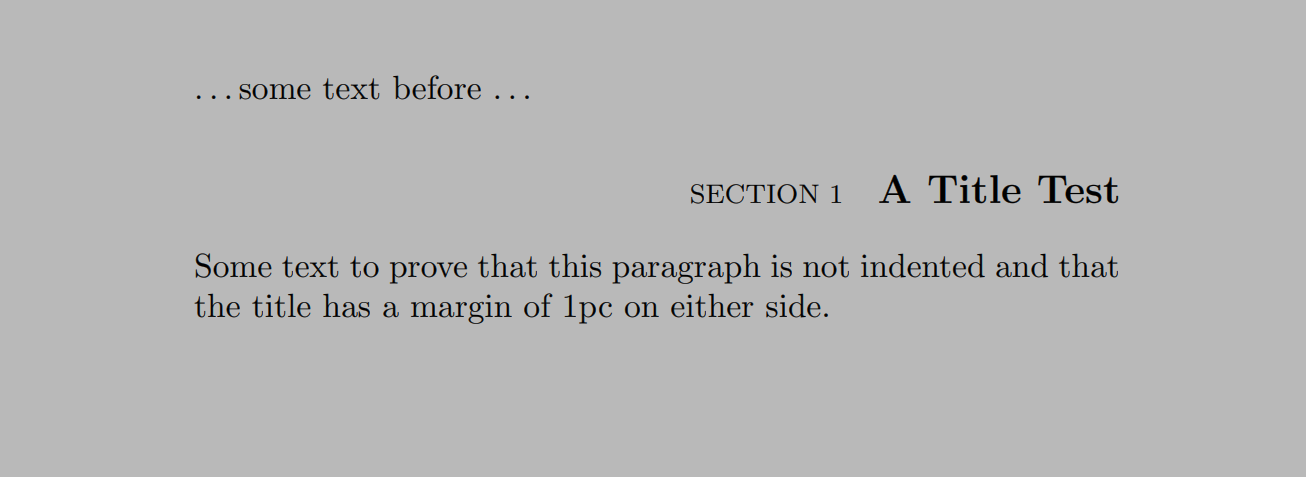 ...some text before ...
SECTION 1 A Title Test
Some text to prove that this paragraph is not indented and that
the title has a margin of 1pc on either side.